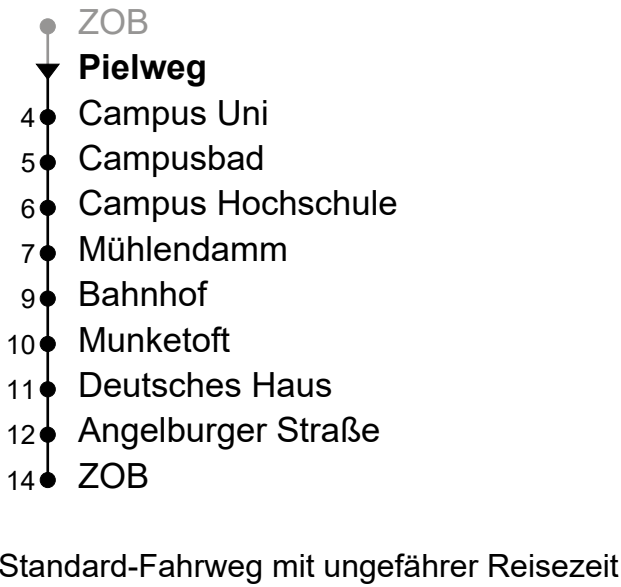 ZOB
Pielweg
4 Campus Uni
5 Campusbad
6 Campus Hochschule
7 Mühlendamm
9 Bahnhof
10 Munketoft
11 Deutsches Haus
12 Angelburger Straße
14 ZOB
Standard-Fahrweg mit ungefährer Reisezeit